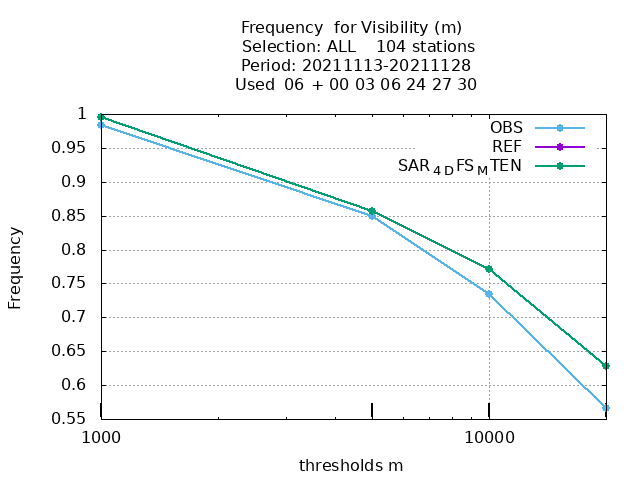 Frequency  for Visibility (m)
Selection: ALL    104 stations
Period: 20211113-20211128
Used  06  + 00 03 06 24 27 30
1
OBS
0.95
REF
SAR4DFSMTEN
0.9
0.85
0.8
0.75
0.7
0.65
0.6
0.55
Frequency
1000
10000
thresholds m